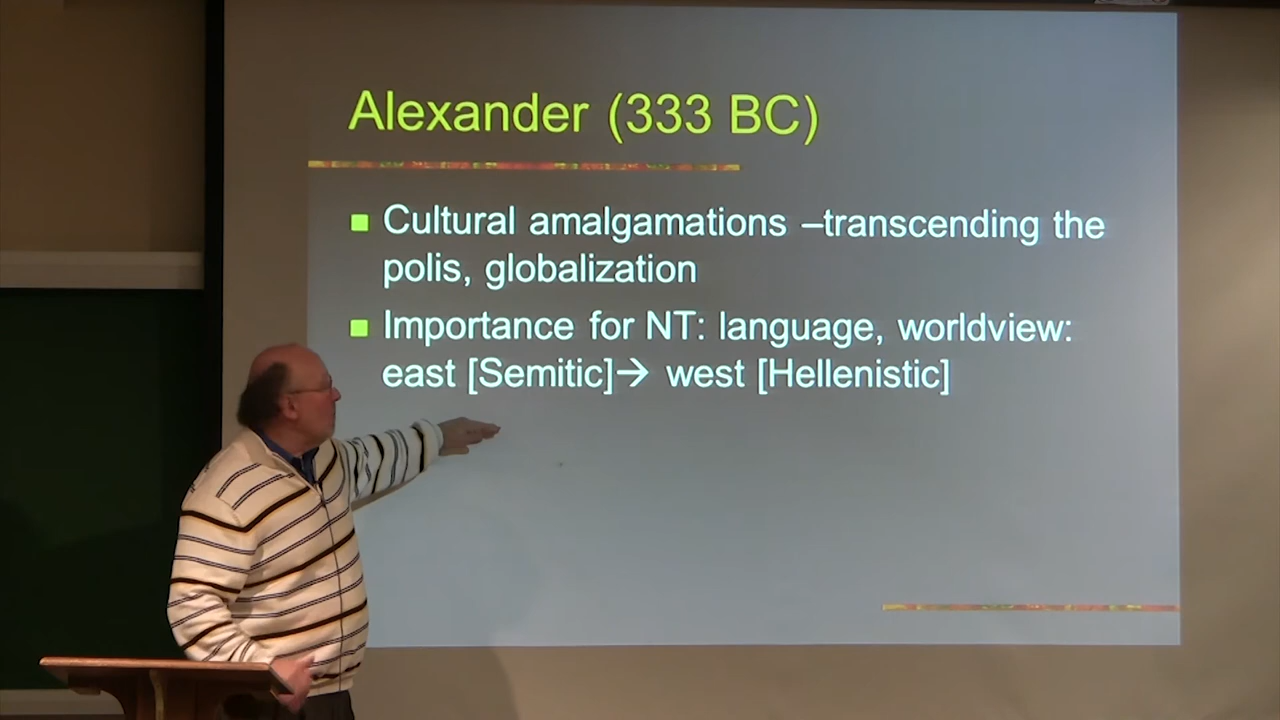 Alexander (333 BC)
■ Cultural amalgamations –transcending the
polis, globalization
■ Importance for NT: language, worldview:
east [Semitic]→ west [Hellenistic]